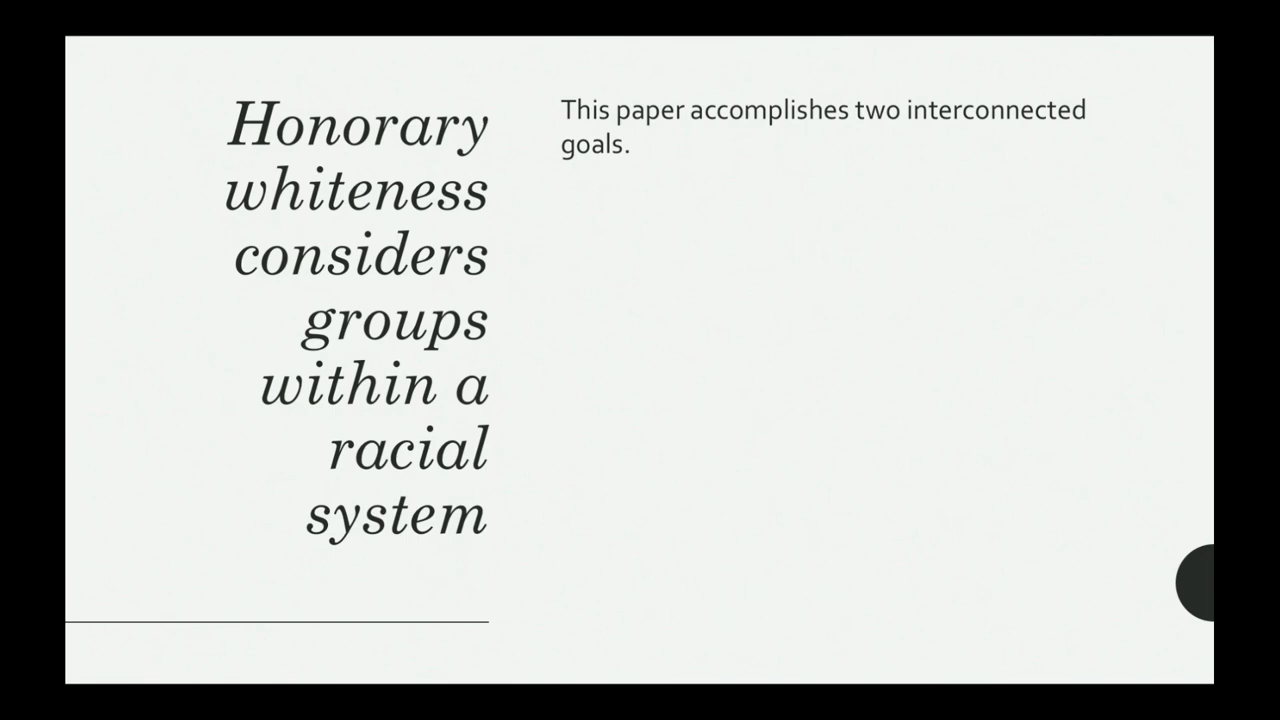 Honorary
whiteness
considers
groups
within a
racial
system
This paper accomplishes two interconnected
goals.